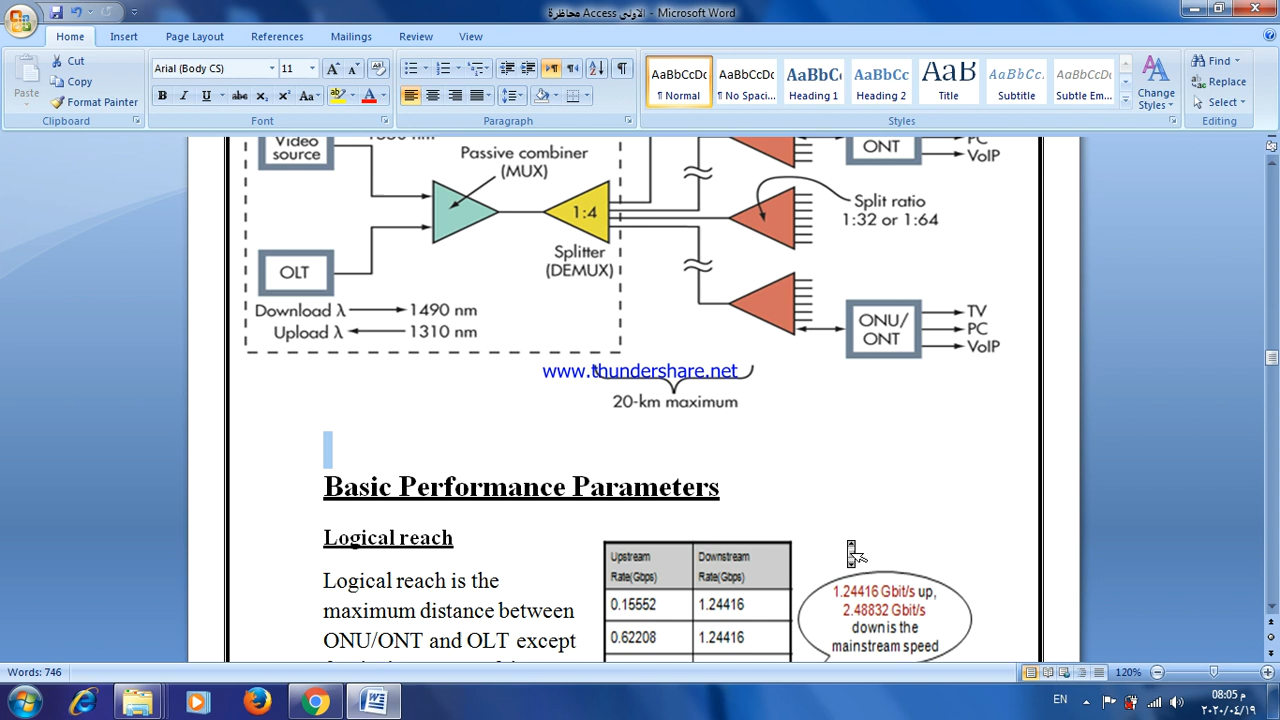 محاظرة Access الاولى - Microsoft Word
Home Insert Page Layout References Mailings Review View
Paste
Cut
Copy
Format Painter
Clipboard
Arial (Body CS) 11
B I U abc x₂ x² Aa
Font
Paragraph
AaBbCcDc AaBbCcDc AaBbC AaBbCc AaB AaBbCc. AaBbCcDc
¶ Normal ¶ No Spaci... Heading 1 Heading 2 Title Subtitle Subtle Em...
Change
Styles
Styles
Find
Replace
Select
Editing
Video
source
Passive combiner
(MUX)
1:4
Splitter
(DEMUX)
OLT
Download λ 1490 nm
Upload λ 1310 nm
ONT
PC
VoIP
Split ratio
1:32 or 1:64
ONU/
ONT
TV
PC
VoIP
www.thundershare.net
20-km maximum
Basic Performance Parameters
Logical reach
Logical reach is the
maximum distance between
ONU/ONT and OLT except
Upstream Downstream
Rate(Gbps) Rate(Gbps)
0.15552 1.24416
0.62208 1.24416
1.24416 Gbit/s up,
2.48832 Gbit/s
down is the
mainstream speed
Words: 746
120%
EN
08:05 م
٢٠٢٠/٠٤/١٩